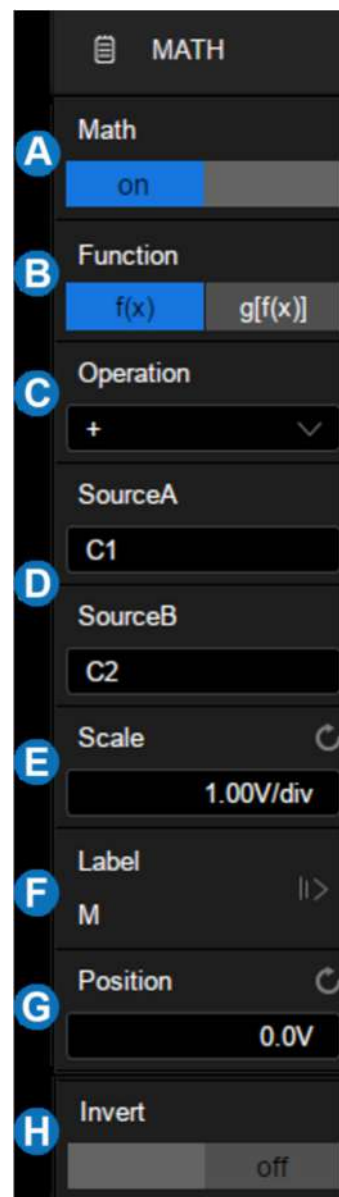 MATH
A
Math
on
B
Function
f(x) g[f(x)]
C
Operation
+
D
SourceA
C1
SourceB
C2
E
Scale
1.00V/div
F
Label
M
G
Position
0.0V
H
Invert
off